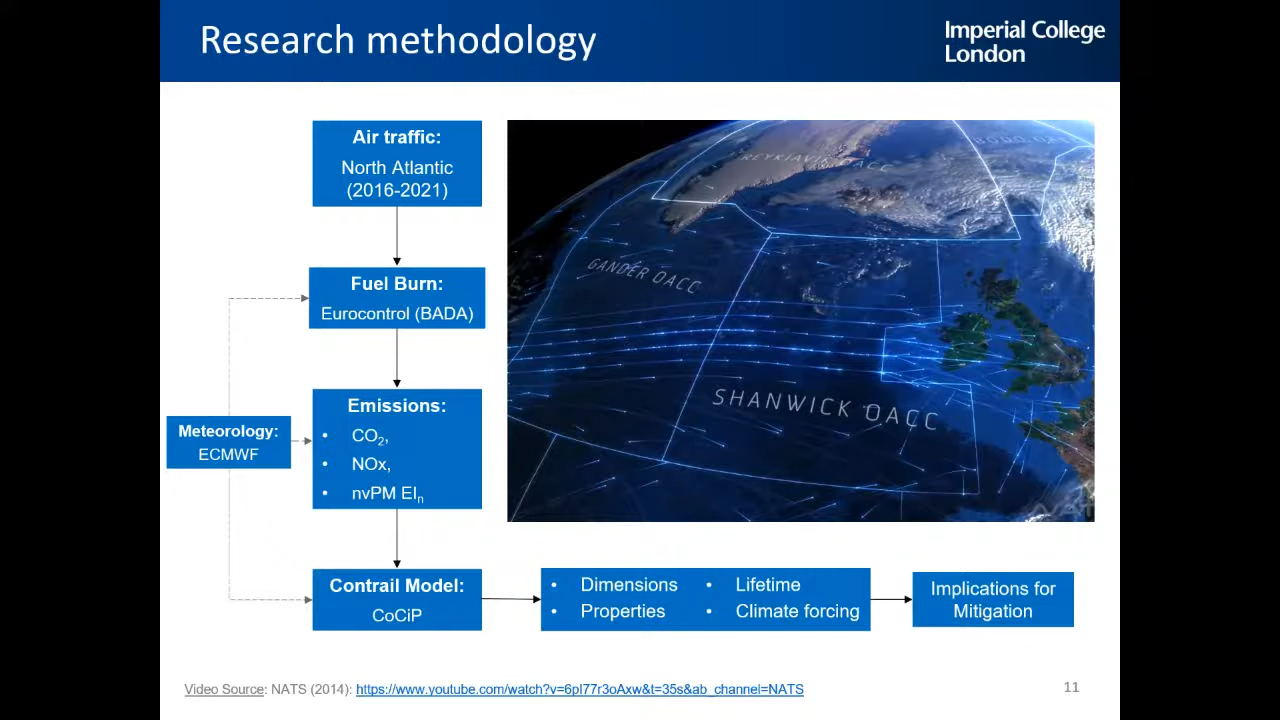 Research methodology
Imperial College
London
Air traffic:
North Atlantic
(2016-2021)
Fuel Burn:
Eurocontrol (BADA)
Meteorology:
ECMWF
Emissions:
• CO2,
• NOx,
• nvPM EIn
Contrail Model:
CoCiP
• Dimensions
• Properties
• Lifetime
• Climate forcing
Implications for
Mitigation
REYKJAVIK OACC
GANDER OACC
SHANWICK OACC
Video Source: NATS (2014): https://www.youtube.com/watch?v=6pl77r3oAxw&t=35s&ab_channel=NATS
11